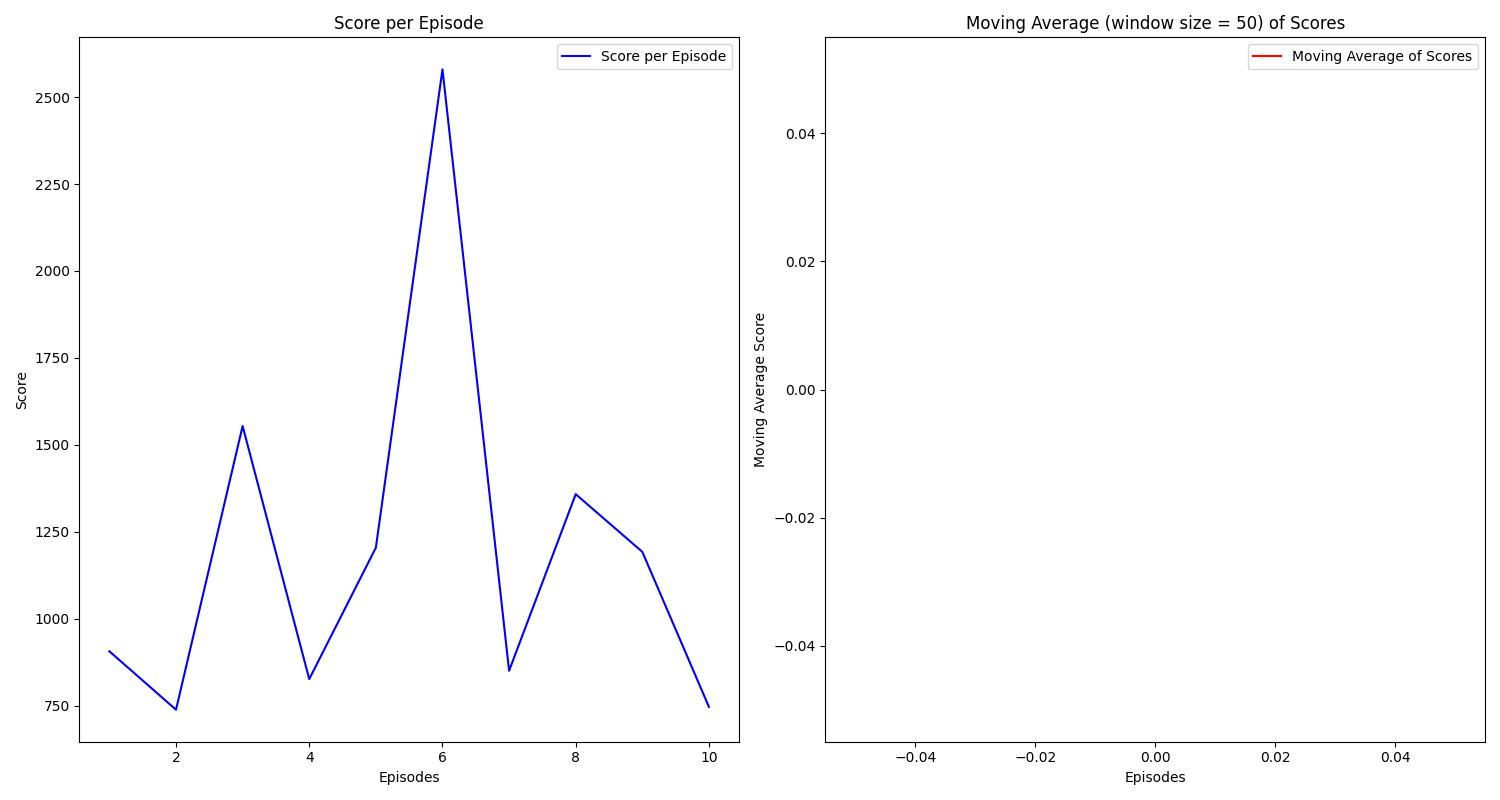 Score per Episode
Score per Episode
2500
2250
2000
1750
1500
1250
1000
750
Score
2 4 6 8 10
Episodes
Moving Average (window size = 50) of Scores
Moving Average of Scores
0.04
0.02
0.00
−0.02
−0.04
Moving Average Score
−0.04 −0.02 0.00 0.02 0.04
Episodes